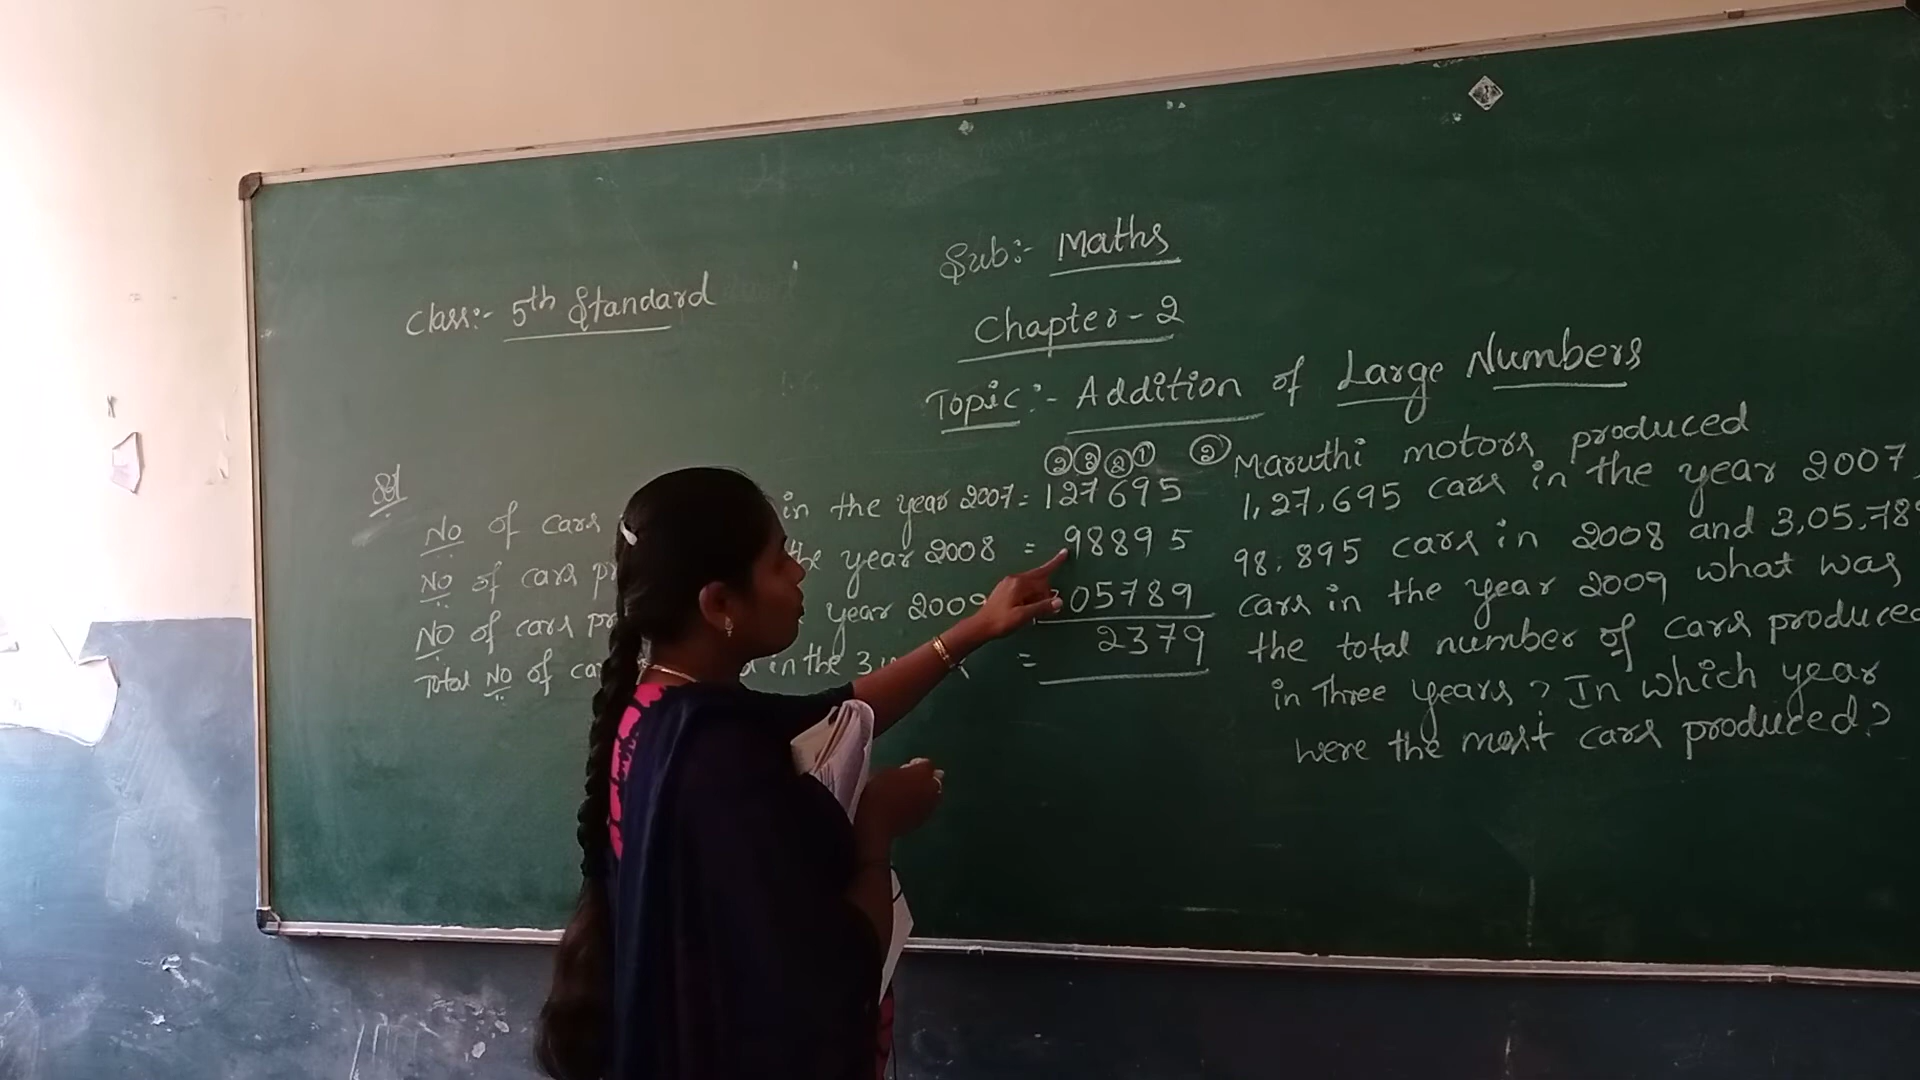 Sub:- Maths
Class:- 5th Standard
Chapter - 2
Topic:- Addition of Large Numbers
② ③ ② ①
② Maruthi motors produced
1,27,695 cars in the year 2007,
98,895 cars in 2008 and 3,05,789
cars in the year 2009 what was
the total number of cars produced
in Three years? In which year
were the most cars produced?
No of cars in the year 2007 = 127695
No of cars the year 2008 = 98895
No of cars year 2009 05789
Total No of in the 3 = 2379